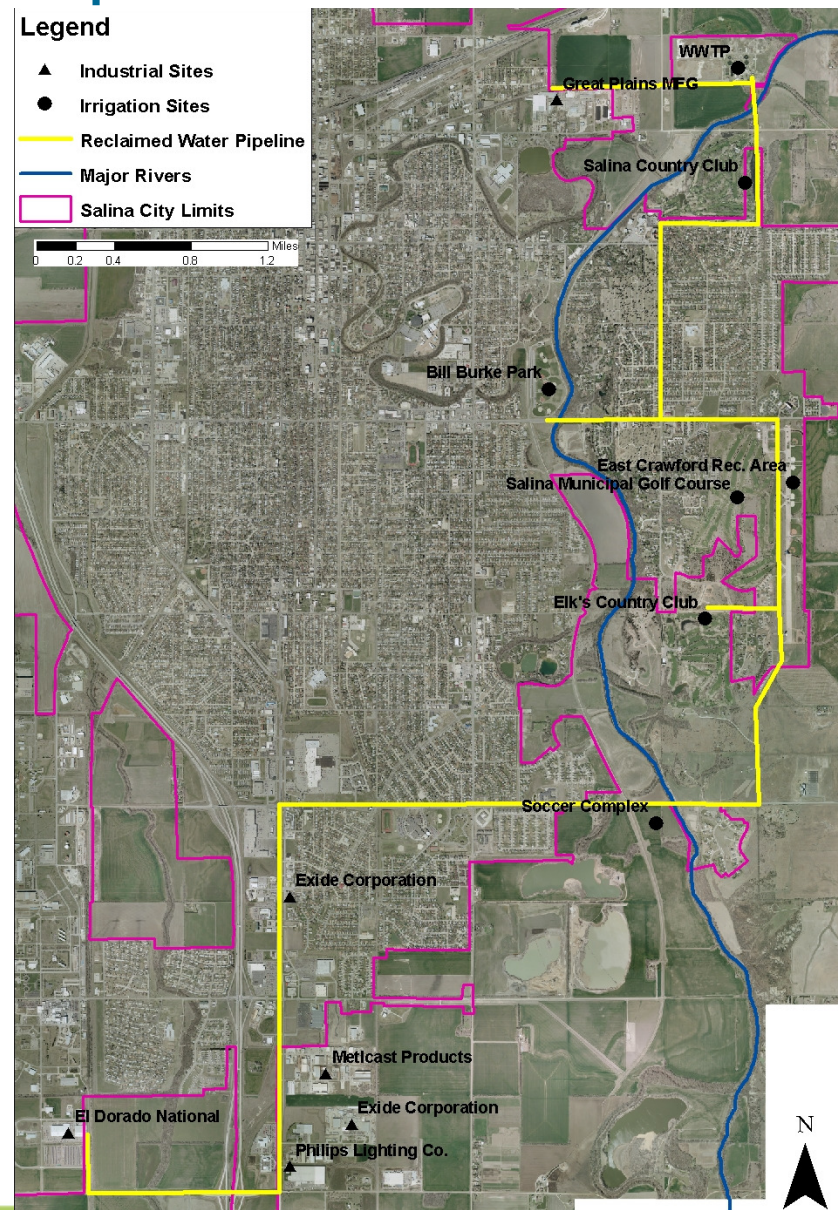 Legend
Industrial Sites
Irrigation Sites
Reclaimed Water Pipeline
Major Rivers
Salina City Limits
Miles
0 0.2 0.4 0.8 1.2
WWTP
Great Plains MFG
Salina Country Club
Bill Burke Park
East Crawford Rec. Area
Salina Municipal Golf Course
Elk's Country Club
Soccer Complex
Exide Corporation
Metlcast Products
Exide Corporation
El Dorado National
Philips Lighting Co.
N